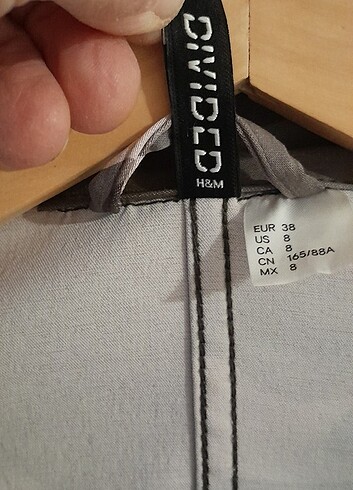 DIVIDED
H&M
EUR 38
US 8
CA 8
CN 165/88A
MX 8